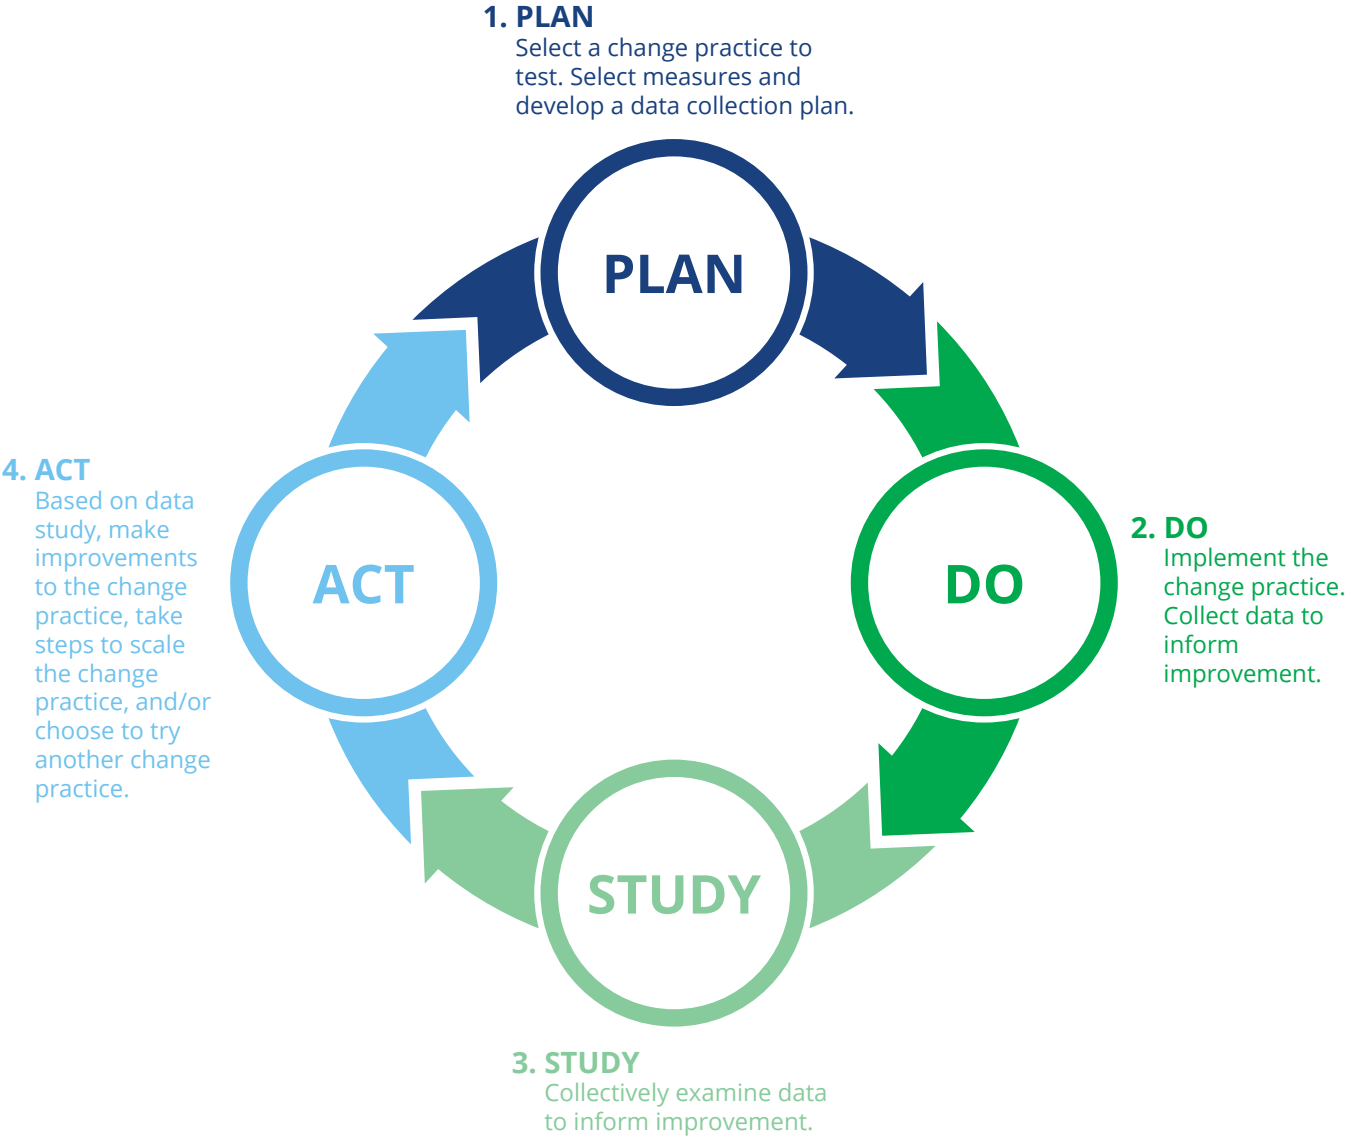 1. PLAN
Select a change practice to
test. Select measures and
develop a data collection plan.
PLAN
4. ACT
Based on data
study, make
improvements
to the change
practice, take
steps to scale
the change
practice, and/or
choose to try
another change
practice.
ACT
DO
2. DO
Implement the
change practice.
Collect data to
inform
improvement.
STUDY
3. STUDY
Collectively examine data
to inform improvement.